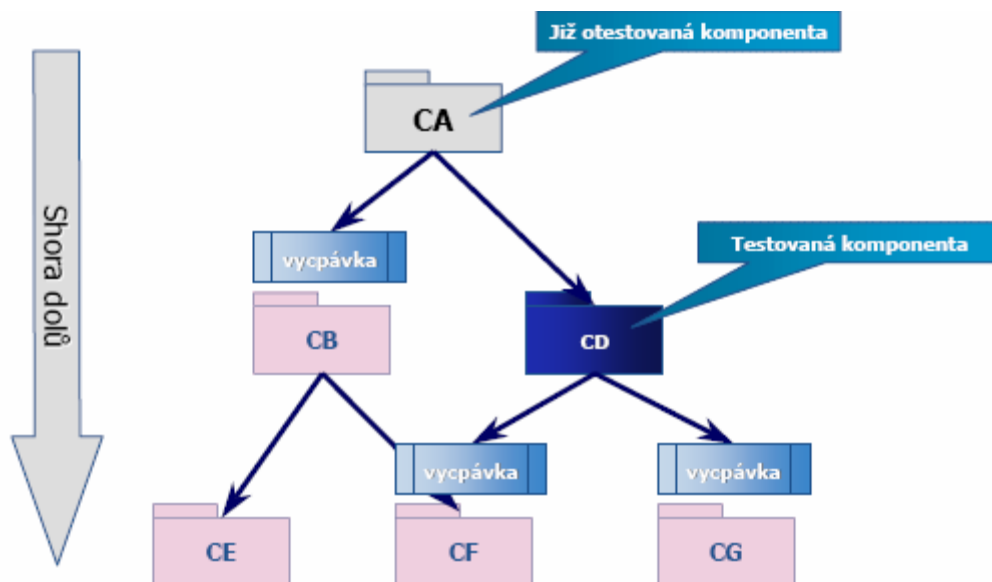 Již otestovaná komponenta
CA
Shora dolů
vycpávka
Testovaná komponenta
CB
CD
vycpávka
vycpávka
CE
CF
CG